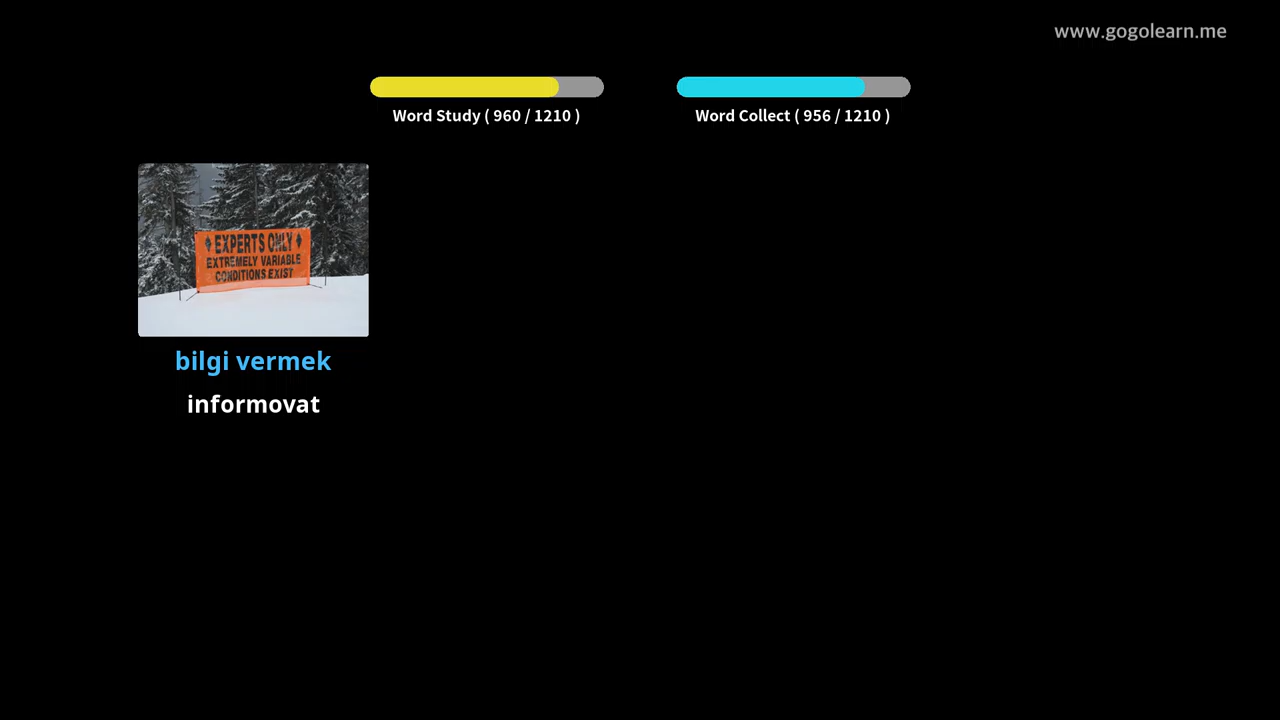 www.gogolearn.me
Word Study ( 960 / 1210 )
Word Collect ( 956 / 1210 )
EXPERTS ONLY
EXTREMELY VARIABLE
CONDITIONS EXIST
bilgi vermek
informovat